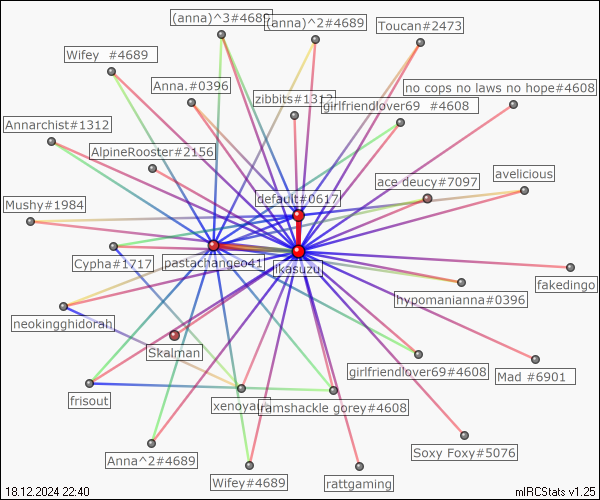 (anna)^3#4689
(anna)^2#4689
Toucan#2473
Wifey #4689
Anna.#0396
no cops no laws no hope#4608
zibbits#1312
girlfriendlover69 #4608
Annarchist#1312
AlpineRooster#2156
ace deucy#7097
avelicious
default#0617
Mushy#1984
Cypha#1717
pastachangeo41
ikasuzu
fakedingo
hypomanianna#0396
neokingghidorah
Skalman
girlfriendlover69#4608
Mad #6901
frisout
ramshackle gorey#4608
Anna^2#4689
Soxy Foxy#5076
Wifey#4689
rattgaming
18.12.2024 22:40
mIRCStats v1.25